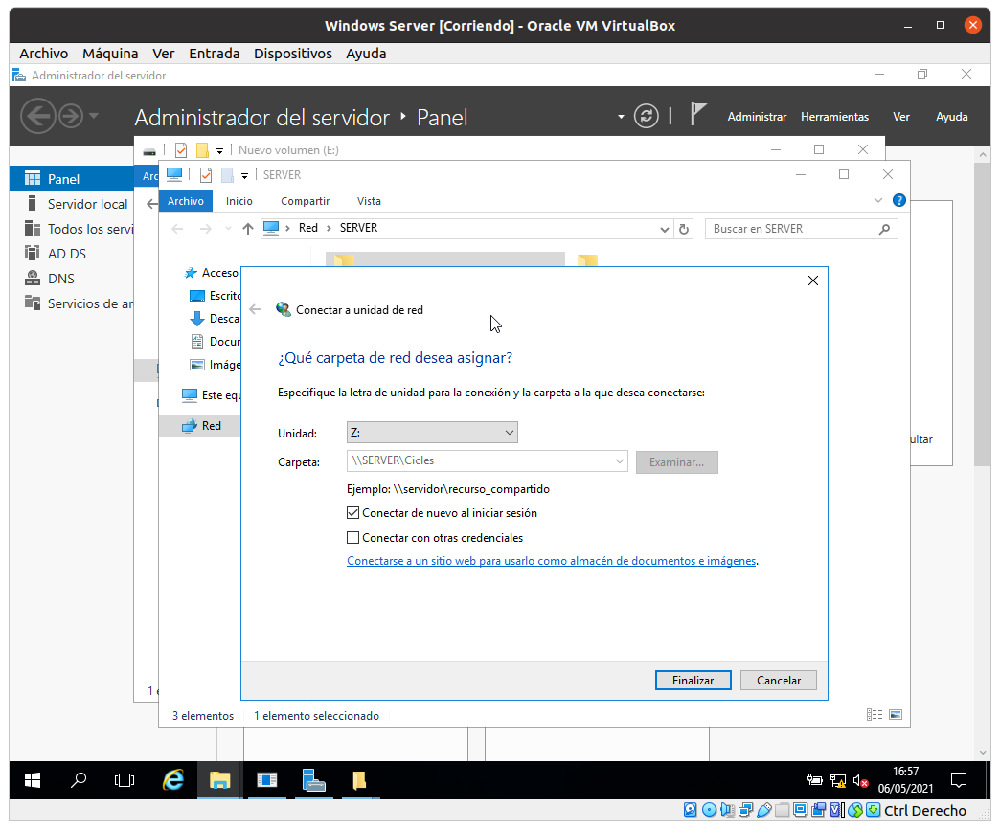 Windows Server [Corriendo] - Oracle VM VirtualBox
Archivo Máquina Ver Entrada Dispositivos Ayuda
Administrador del servidor
Administrador del servidor Panel
Administrar Herramientas Ver Ayuda
Nuevo volumen (E:)
SERVER
Panel
Servidor local
Todos los servi
AD DS
DNS
Servicios de ar
Arc
Archivo Inicio Compartir Vista
Red SERVER
Buscar en SERVER
Acceso
Escrito
Desca
Docur
Imáge
Este equ
Red
Conectar a unidad de red
¿Qué carpeta de red desea asignar?
Especifique la letra de unidad para la conexión y la carpeta a la que desea conectarse:
Unidad: Z:
Carpeta: \\SERVER\Cicles Examinar...
Ejemplo: \\servidor\recurso_compartido
Conectar de nuevo al iniciar sesión
Conectar con otras credenciales
Conectarse a un sitio web para usarlo como almacén de documentos e imágenes.
Finalizar Cancelar
ultar
1 e
3 elementos 1 elemento seleccionado
16:57
06/05/2021
Ctrl Derecho